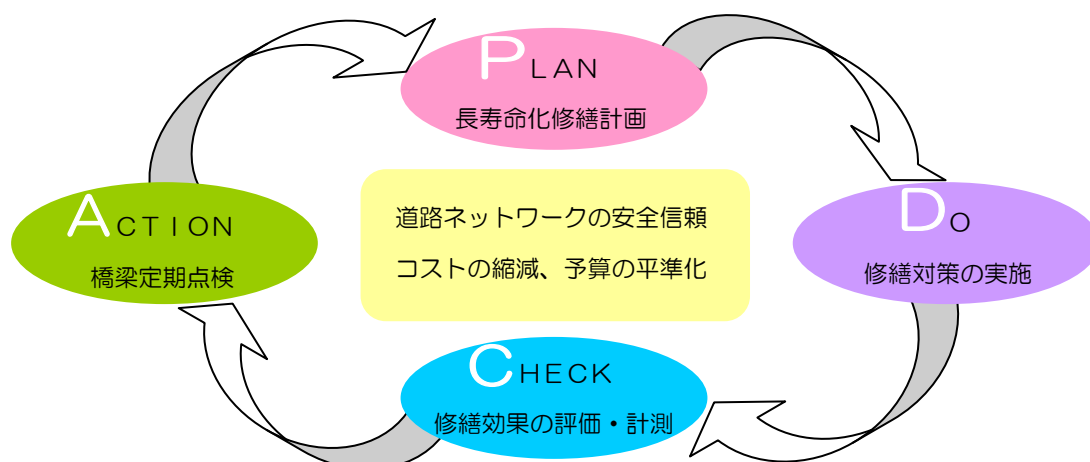 PLAN
長寿命化修繕計画
ACTION
橋梁定期点検
道路ネットワークの安全信頼
コストの縮減、予算の平準化
DO
修繕対策の実施
CHECK
修繕効果の評価・計測